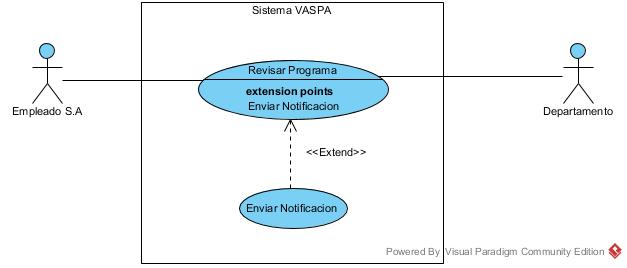 Sistema VASPA
Revisar Programa
extension points
Enviar Notificacion
Empleado S.A
Departamento
<<Extend>>
Enviar Notificacion
Powered By Visual Paradigm Community Edition